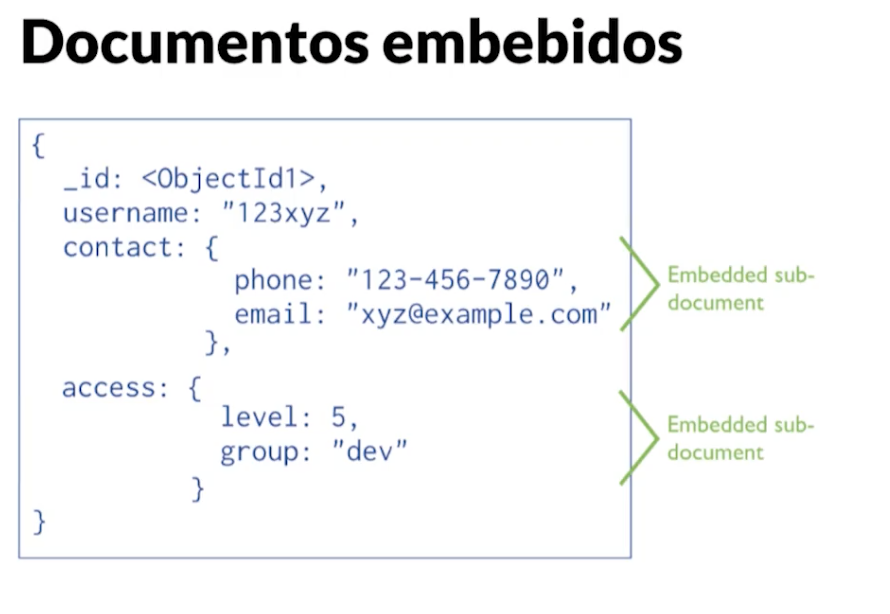 Documentos embebidos
{
_id: <ObjectId1>,
username: "123xyz",
contact: {
phone: "123-456-7890",
email: "xyz@example.com"
},
access: {
level: 5,
group: "dev"
}
}
Embedded sub-
document
Embedded sub-
document